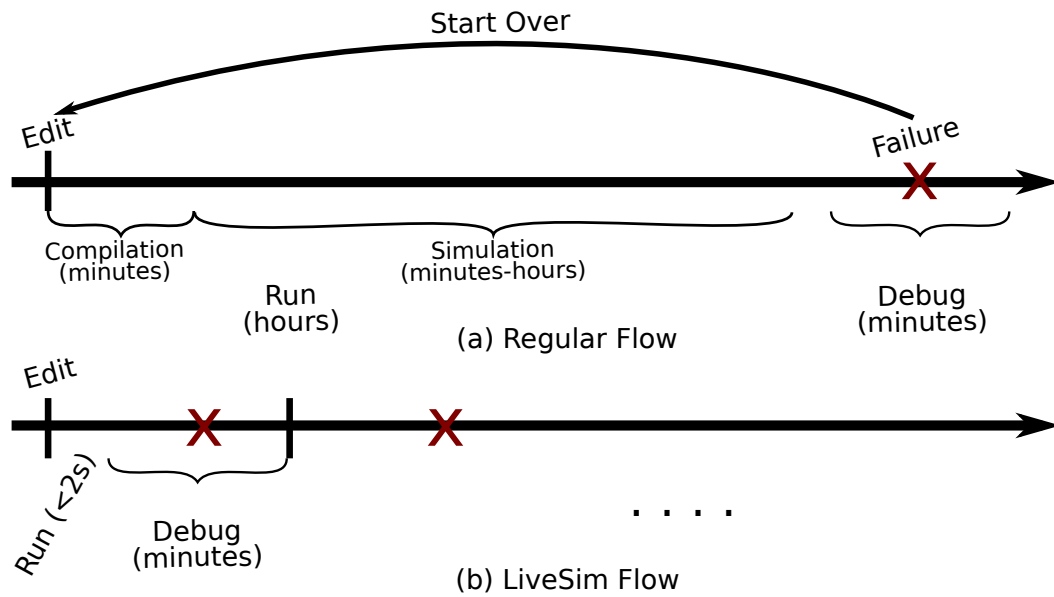 Start Over
Edit
Failure
Compilation
(minutes)
Simulation
(minutes-hours)
Run
(hours)
Debug
(minutes)
(a) Regular Flow
Edit
Run (<2s)
Debug
(minutes)
. . . .
(b) LiveSim Flow